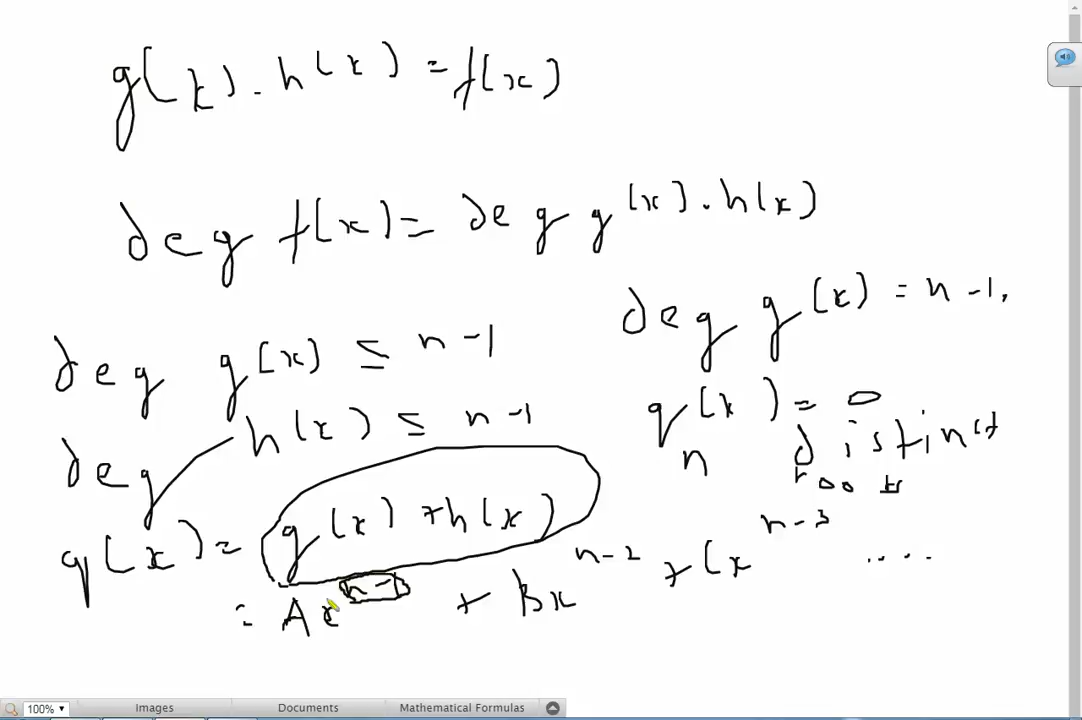 g(x) . h(x) = f(x)
deg f(x) = deg g(x) . h(x)
deg g(x) = n-1.
deg g(x) ≤ n-1
q(x) = 0
deg h(x) ≤ n-1
n distinct
roots
q(x) = g(x) + h(x)
= Ax^{n-1} + Bx^{n-2} + Cx^{n-3} ....
100% Images Documents Mathematical Formulas